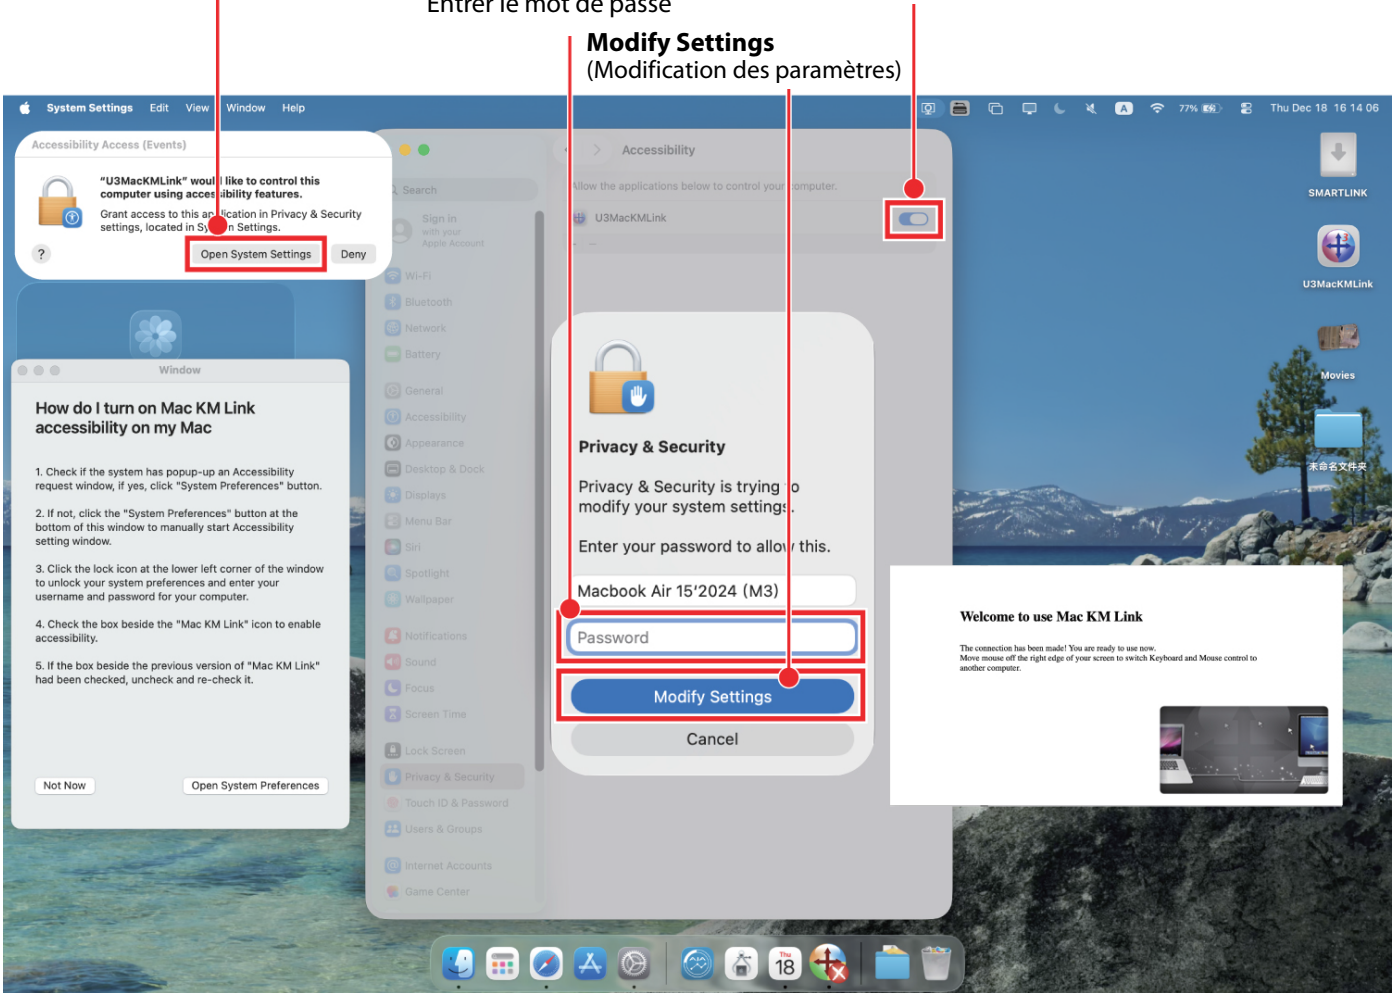 Entrer le mot de passe
Modify Settings
(Modification des paramètres)
System Settings Edit View Window Help
77%
Thu Dec 18 16 14 06
Accessibility Access (Events)
"U3MacKMLink" would like to control this
computer using accessibility features.
Grant access to this application in Privacy & Security
settings, located in System Settings.
?
Open System Settings
Deny
Window
How do I turn on Mac KM Link
accessibility on my Mac
1. Check if the system has popup-up an Accessibility
request window, if yes, click "System Preferences" button.
2. If not, click the "System Preferences" button at the
bottom of this window to manually start Accessibility
setting window.
3. Click the lock icon at the lower left corner of the window
to unlock your system preferences and enter your
username and password for your computer.
4. Check the box beside the "Mac KM Link" icon to enable
accessibility.
5. If the box beside the previous version of "Mac KM Link"
had been checked, uncheck and re-check it.
Not Now
Open System Preferences
Search
Sign in
with your
Apple Account
Wi-Fi
Bluetooth
Network
Battery
General
Accessibility
Appearance
Desktop & Dock
Displays
Menu Bar
Siri
Spotlight
Wallpaper
Notifications
Sound
Focus
Screen Time
Lock Screen
Privacy & Security
Touch ID & Password
Users & Groups
Internet Accounts
Game Center
Accessibility
Allow the applications below to control your computer.
U3MacKMLink
Privacy & Security
Privacy & Security is trying to
modify your system settings.
Enter your password to allow this.
Macbook Air 15'2024 (M3)
Password
Modify Settings
Cancel
SMARTLINK
U3MacKMLink
Movies
未命名文件夹
Welcome to use Mac KM Link
The connection has been made! You are ready to use now.
Move mouse off the right edge of your screen to switch Keyboard and Mouse control to
another computer.
Thu
18